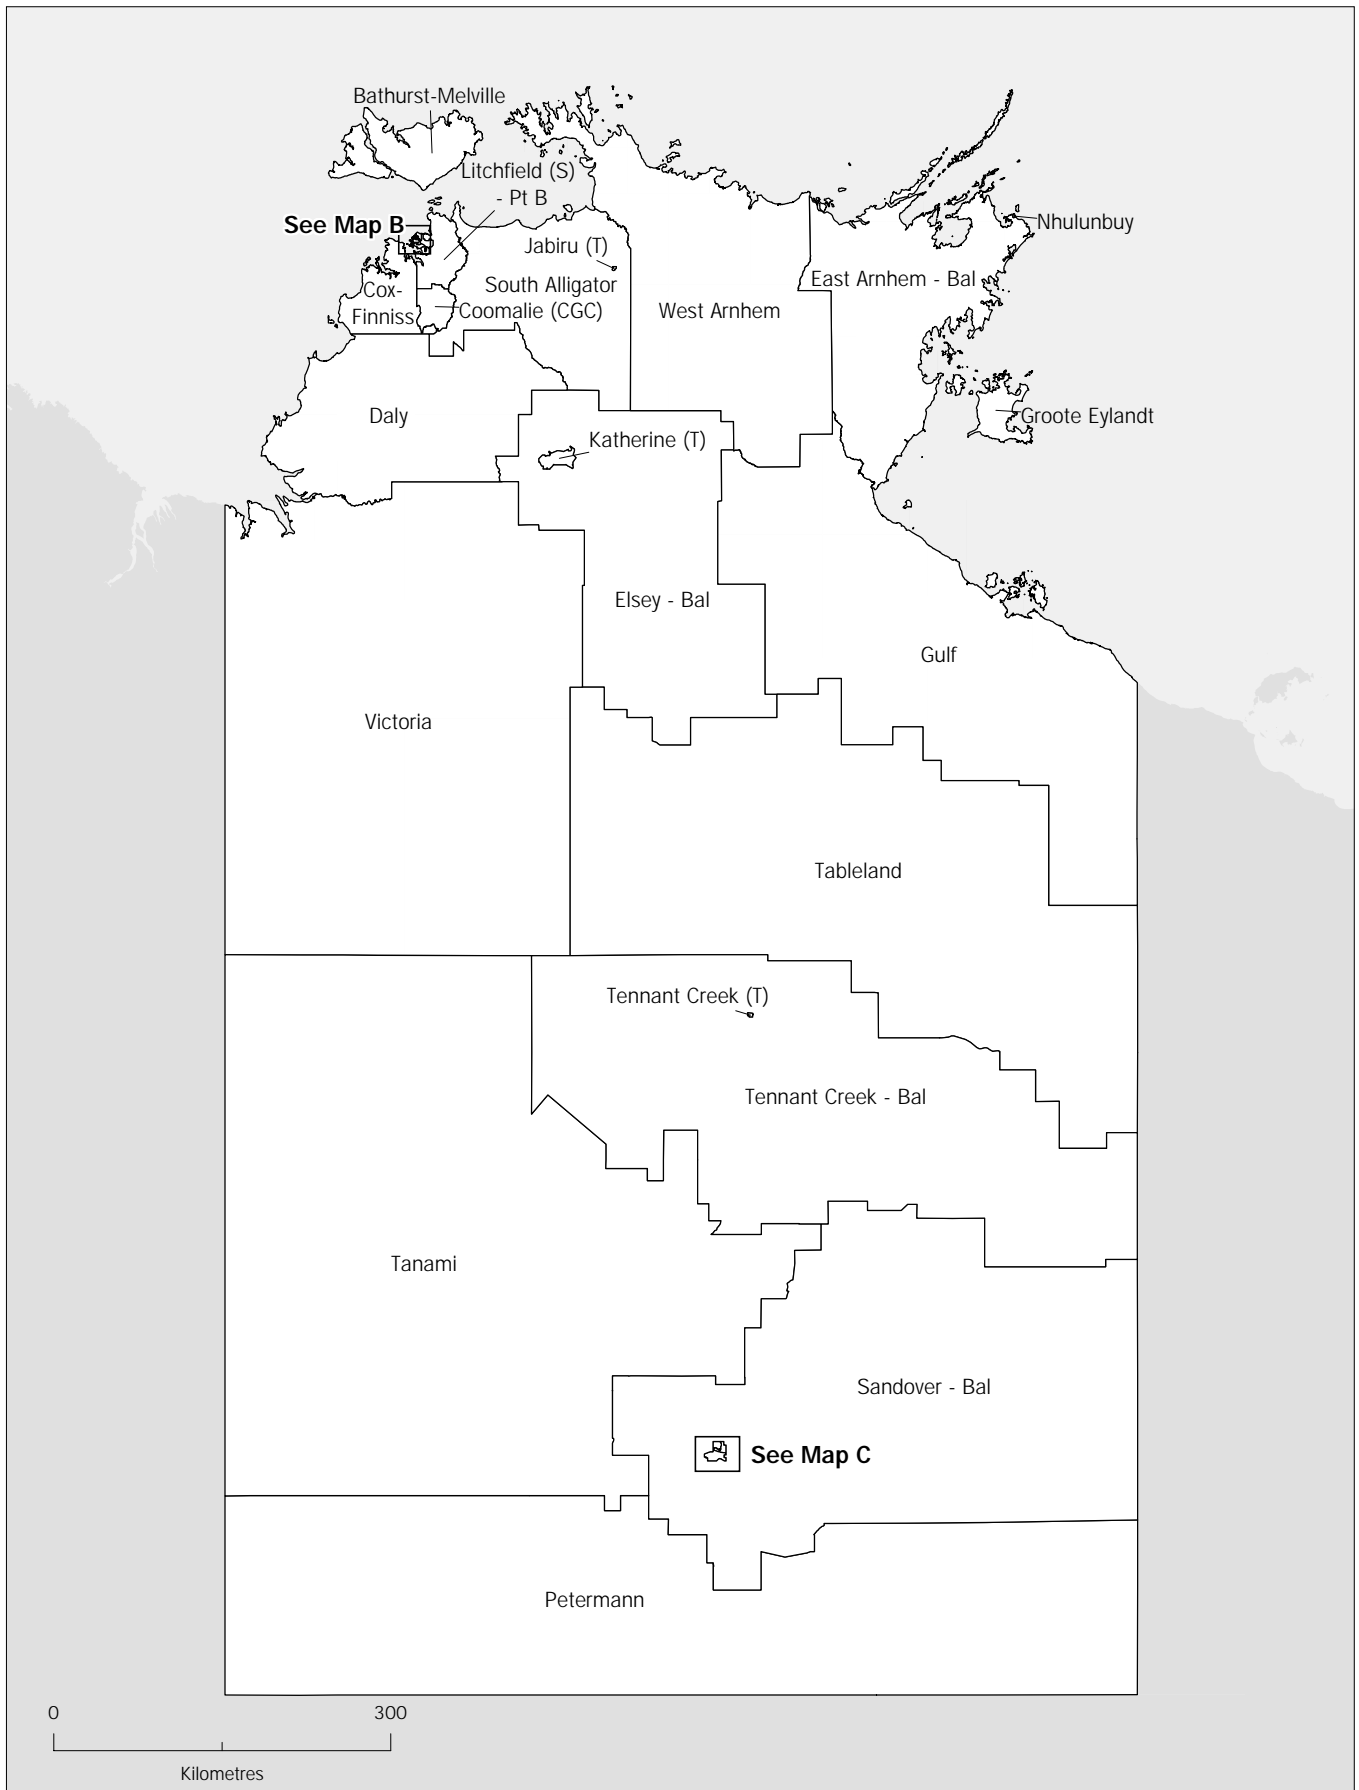 Bathurst-Melville
Litchfield (S)
- Pt B
See Map B
Nhulunbuy
Jabiru (T)
East Arnhem - Bal
South Alligator
Cox-
Finniss
Coomalie (CGC)
West Arnhem
Daly
Groote Eylandt
Katherine (T)
Elsey - Bal
Gulf
Victoria
Tableland
Tennant Creek (T)
Tennant Creek - Bal
Tanami
Sandover - Bal
See Map C
Petermann
0 300
Kilometres